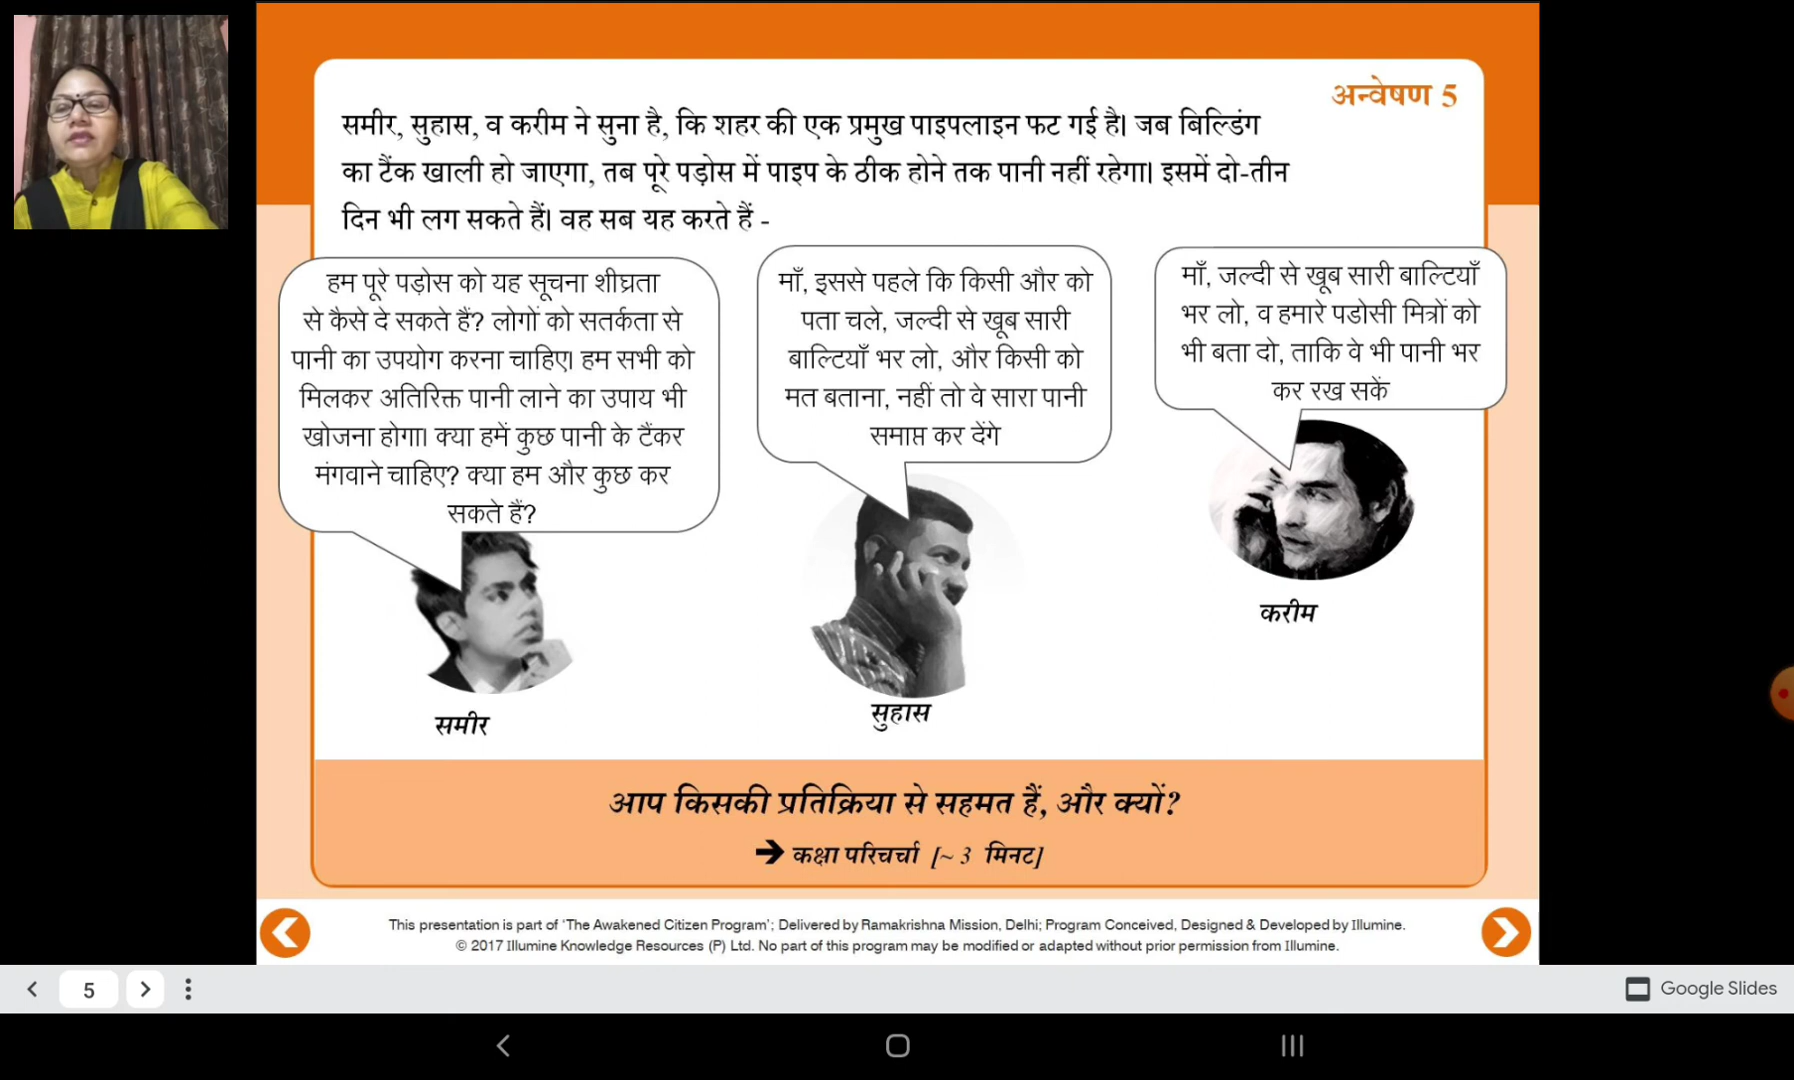 अन्वेषण 5
समीर, सुहास, व करीम ने सुना है, कि शहर की एक प्रमुख पाइपलाइन फट गई है। जब बिल्डिंग
का टैंक खाली हो जाएगा, तब पूरे पड़ोस में पाइप के ठीक होने तक पानी नहीं रहेगा। इसमें दो-तीन
दिन भी लग सकते हैं। वह सब यह करते हैं -
हम पूरे पड़ोस को यह सूचना शीघ्रता
से कैसे दे सकते हैं? लोगों को सतर्कता से
पानी का उपयोग करना चाहिए। हम सभी को
मिलकर अतिरिक्त पानी लाने का उपाय भी
खोजना होगा। क्या हमें कुछ पानी के टैंकर
मंगवाने चाहिए? क्या हम और कुछ कर
सकते हैं?
समीर
माँ, इससे पहले कि किसी और को
पता चले, जल्दी से खूब सारी
बाल्टियाँ भर लो, और किसी को
मत बताना, नहीं तो वे सारा पानी
समाप्त कर देंगे
सुहास
माँ, जल्दी से खूब सारी बाल्टियाँ
भर लो, व हमारे पडोसी मित्रों को
भी बता दो, ताकि वे भी पानी भर
कर रख सकें
करीम
आप किसकी प्रतिक्रिया से सहमत हैं, और क्यों?
➔ कक्षा परिचर्चा [~ 3 मिनट]
This presentation is part of ‘The Awakened Citizen Program’; Delivered by Ramakrishna Mission, Delhi; Program Conceived, Designed & Developed by Illumine.
© 2017 Illumine Knowledge Resources (P) Ltd. No part of this program may be modified or adapted without prior permission from Illumine.
5
Google Slides